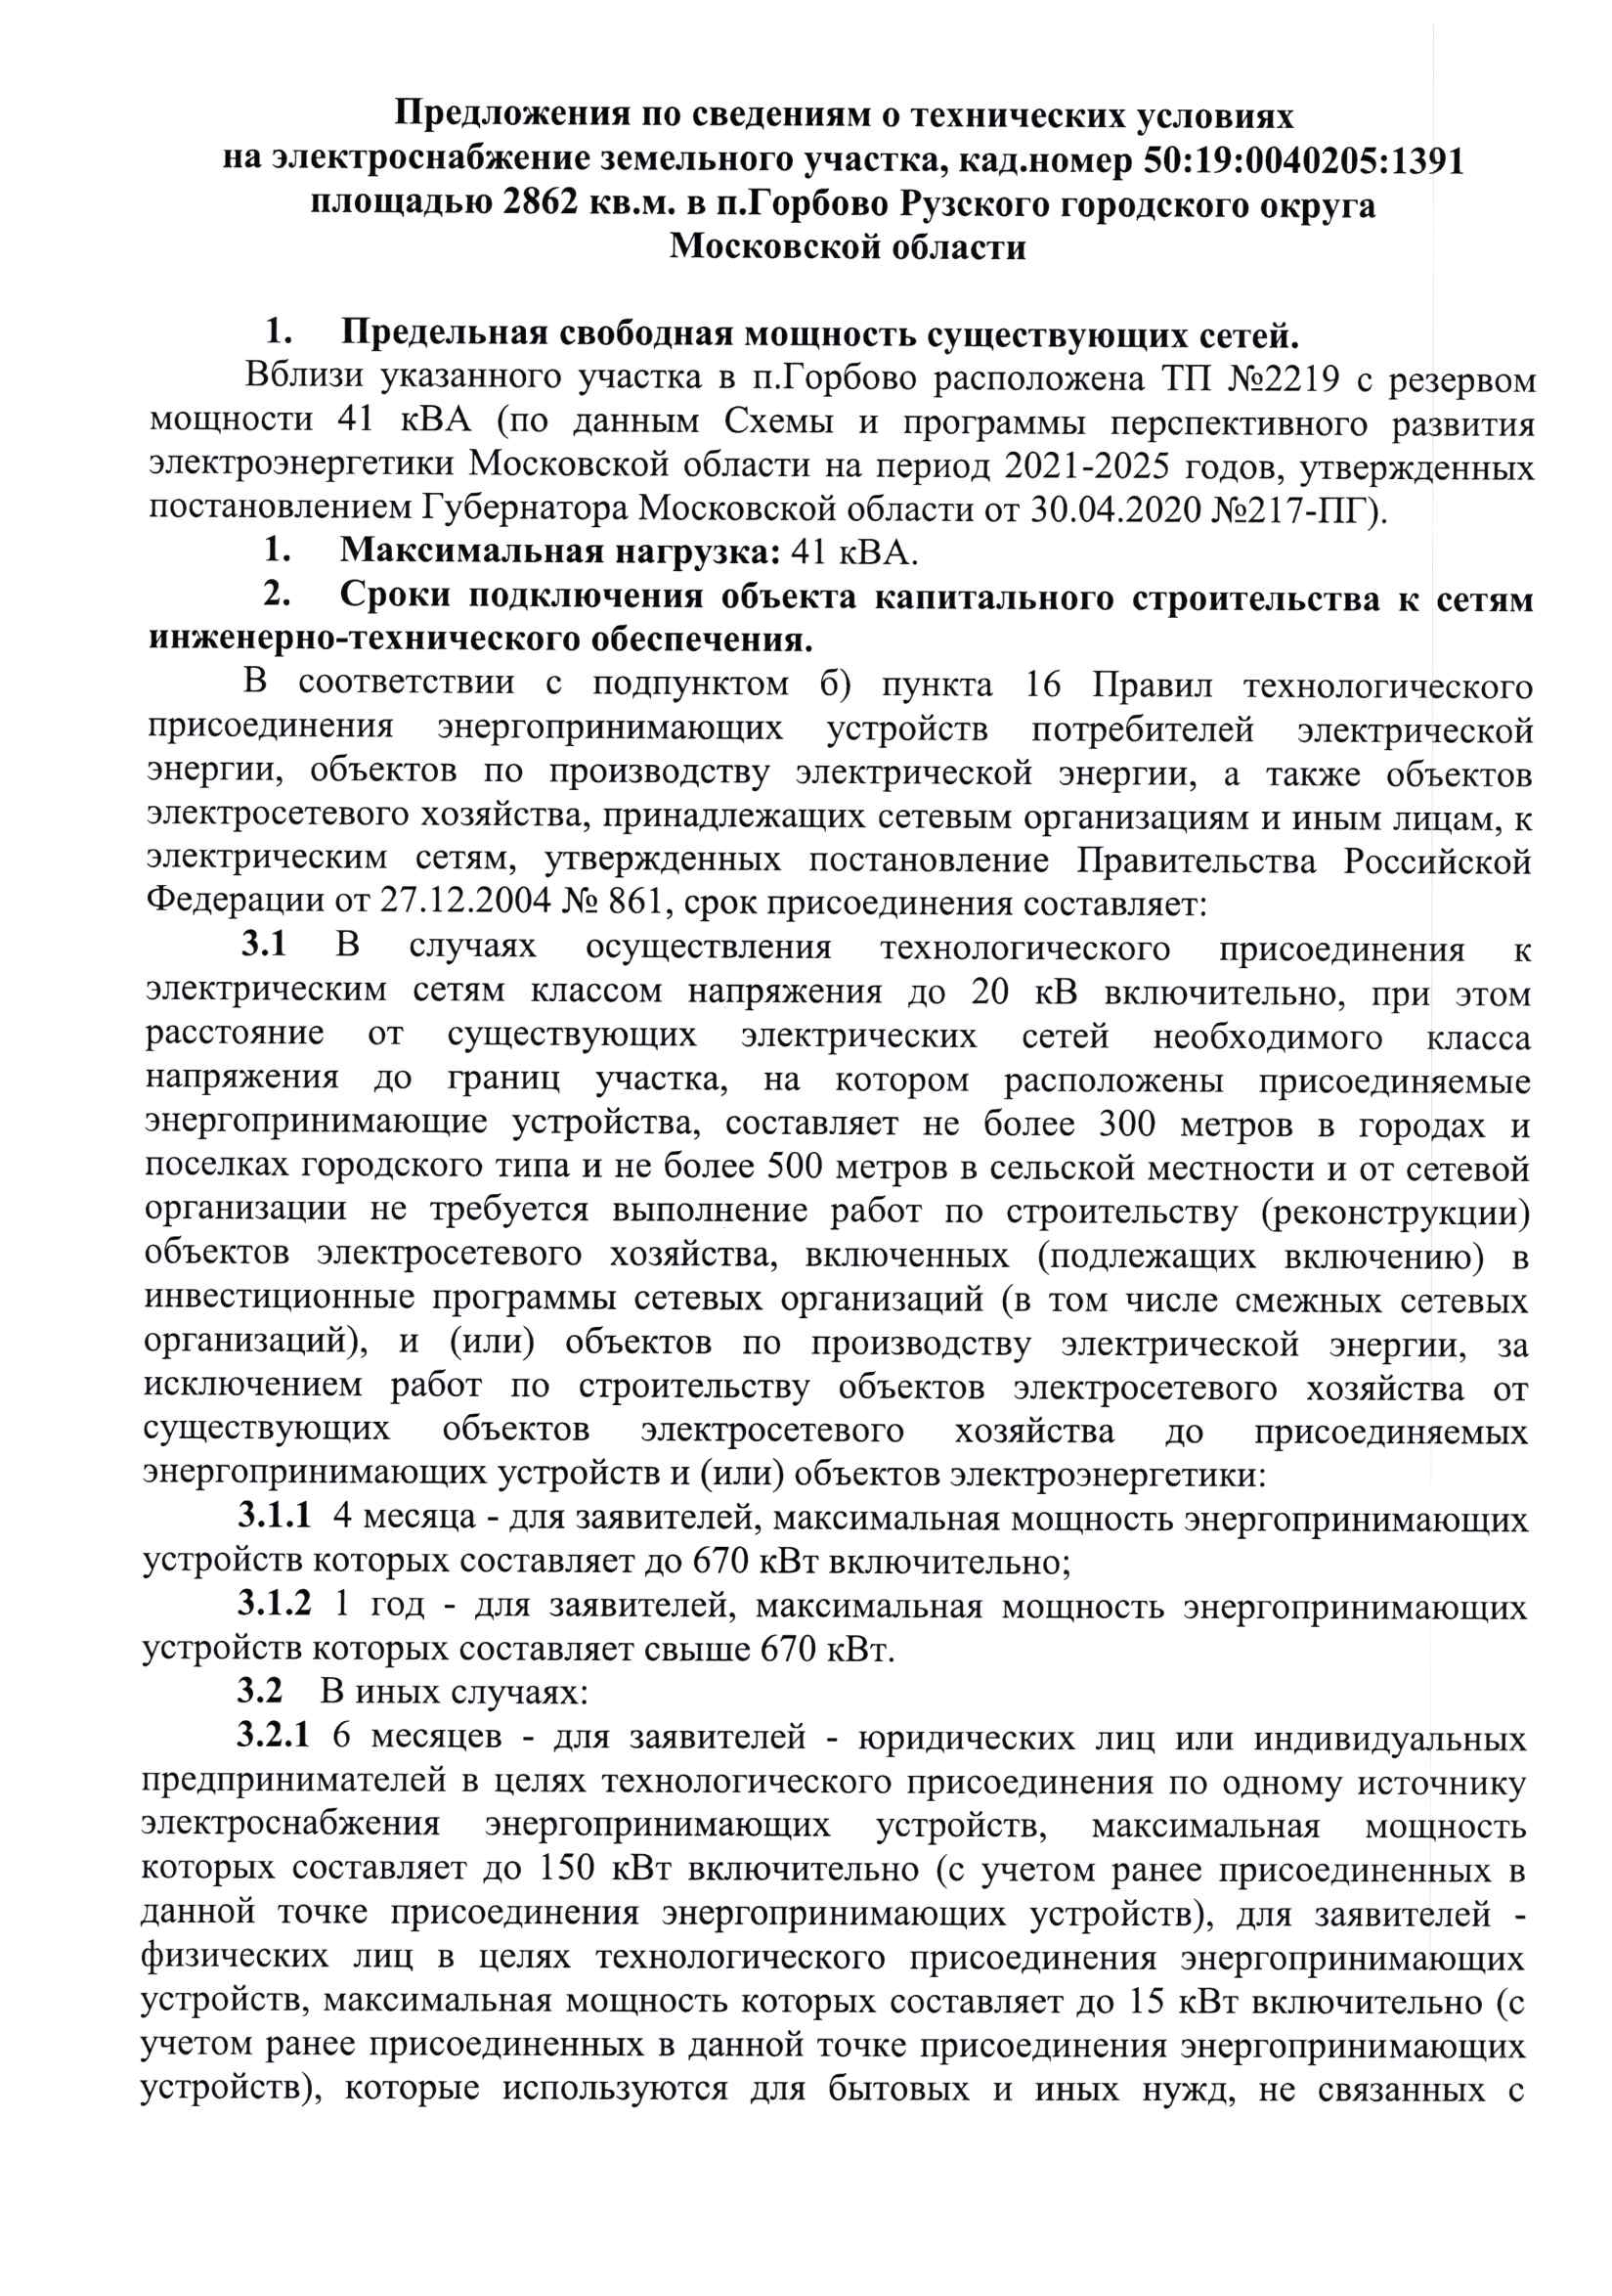 Предложения по сведениям о технических условиях
на электроснабжение земельного участка, кад.номер 50:19:0040205:1391
площадью 2862 кв.м. в п.Горбово Рузского городского округа
Московской области
1. Предельная свободная мощность существующих сетей.
Вблизи указанного участка в п.Горбово расположена ТП №2219 с резервом
мощности 41 кВА (по данным Схемы и программы перспективного развития
электроэнергетики Московской области на период 2021-2025 годов, утвержденных
постановлением Губернатора Московской области от 30.04.2020 №217-ПГ).
1. Максимальная нагрузка: 41 кВА.
2. Сроки подключения объекта капитального строительства к сетям
инженерно-технического обеспечения.
В соответствии с подпунктом б) пункта 16 Правил технологического
присоединения энергопринимающих устройств потребителей электрической
энергии, объектов по производству электрической энергии, а также объектов
электросетевого хозяйства, принадлежащих сетевым организациям и иным лицам, к
электрическим сетям, утвержденных постановление Правительства Российской
Федерации от 27.12.2004 № 861, срок присоединения составляет:
3.1 В случаях осуществления технологического присоединения к
электрическим сетям классом напряжения до 20 кВ включительно, при этом
расстояние от существующих электрических сетей необходимого класса
напряжения до границ участка, на котором расположены присоединяемые
энергопринимающие устройства, составляет не более 300 метров в городах и
поселках городского типа и не более 500 метров в сельской местности и от сетевой
организации не требуется выполнение работ по строительству (реконструкции)
объектов электросетевого хозяйства, включенных (подлежащих включению) в
инвестиционные программы сетевых организаций (в том числе смежных сетевых
организаций), и (или) объектов по производству электрической энергии, за
исключением работ по строительству объектов электросетевого хозяйства от
существующих объектов электросетевого хозяйства до присоединяемых
энергопринимающих устройств и (или) объектов электроэнергетики:
3.1.1 4 месяца - для заявителей, максимальная мощность энергопринимающих
устройств которых составляет до 670 кВт включительно;
3.1.2 1 год - для заявителей, максимальная мощность энергопринимающих
устройств которых составляет свыше 670 кВт.
3.2 В иных случаях:
3.2.1 6 месяцев - для заявителей - юридических лиц или индивидуальных
предпринимателей в целях технологического присоединения по одному источнику
электроснабжения энергопринимающих устройств, максимальная мощность
которых составляет до 150 кВт включительно (с учетом ранее присоединенных в
данной точке присоединения энергопринимающих устройств), для заявителей -
физических лиц в целях технологического присоединения энергопринимающих
устройств, максимальная мощность которых составляет до 15 кВт включительно (с
учетом ранее присоединенных в данной точке присоединения энергопринимающих
устройств), которые используются для бытовых и иных нужд, не связанных с